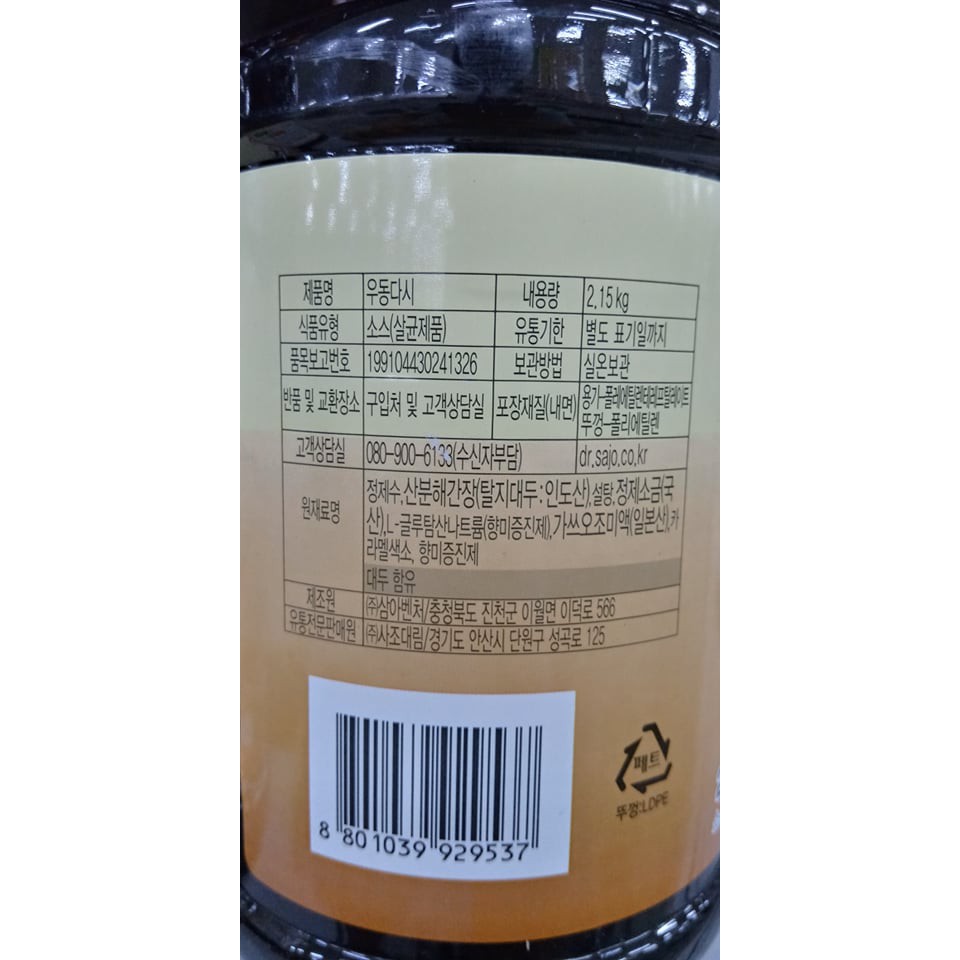 제품명 우동다시 내용량 2.15kg
식품유형 소스(살균제품) 유통기한 별도 표기일까지
품목보고번호 199104430241326 보관방법 실온보관
반품 및 교환장소 구입처 및 고객상담실 포장재질(내면) 용기-폴레에틸렌테레프탈레이트
뚜껑-폴리에틸렌
고객상담실 080-900-6133(수신자부담) dr.sajo.co.kr
원재료명 정제수,산분해간장(탈지대두:인도산),설탕,정제소금(국
산),L-글루탐산나트륨(향미증진제),가쓰오조미액(일본산),카
라멜색소, 향미증진제
대두 함유
제조원 ㈜삼아벤처/충청북도 진천군 이월면 이덕로 566
유통전문판매원 ㈜사조대림/경기도 안산시 단원구 성곡로 125
8 801039 929537
페트
뚜껑:LDPE